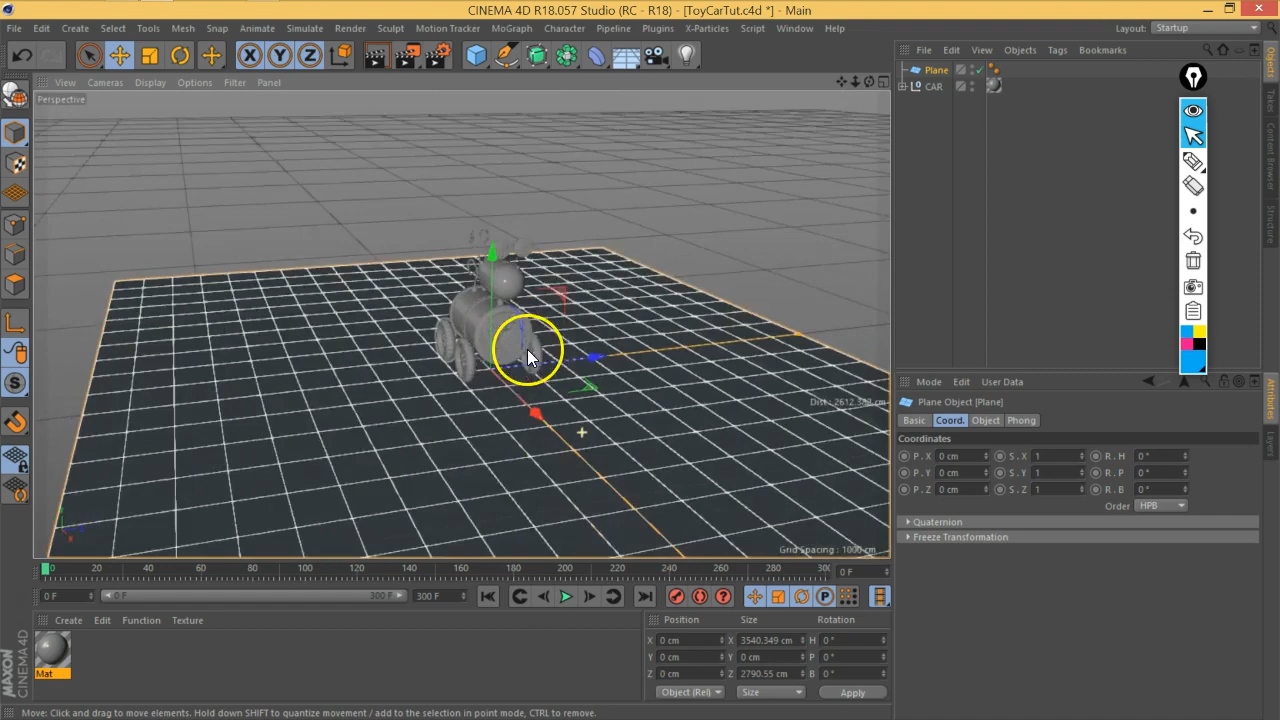 CINEMA 4D R18.057 Studio (RC - R18) - [ToyCarTut.c4d *] - Main
File Edit Create Select Tools Mesh Snap Animate Simulate Render Sculpt Motion Tracker MoGraph Character Pipeline Plugins X-Particles Script Window Help Layout: Startup
X Y Z
File Edit View Objects Tags Bookmarks
View Cameras Display Options Filter Panel
Perspective
Plane
CAR
Objects
Takes
Content Browser
Structure
Mode Edit User Data
Plane Object [Plane]
Basic Coord. Object Phong
Coordinates
P . X 0 cm S . X 1 R . H 0 °
P . Y 0 cm S . Y 1 R . P 0 °
P . Z 0 cm S . Z 1 R . B 0 °
Order HPB
Quaternion
Freeze Transformation
Attributes
Layers
Grid Spacing : 1000 cm
0 20 40 60 80 100 120 140 160 180 200 220 240 260 280 300 0 F
0 F 0 F 300 F 300 F
P
Create Edit Function Texture
Mat
MAXON CINEMA 4D
Position Size Rotation
X 0 cm X 3540.349 cm H 0 °
Y 0 cm Y 0 cm P 0 °
Z 0 cm Z 2790.55 cm B 0 °
Object (Rel) Size Apply
Move: Click and drag to move elements. Hold down SHIFT to quantize movement / add to the selection in point mode, CTRL to remove.